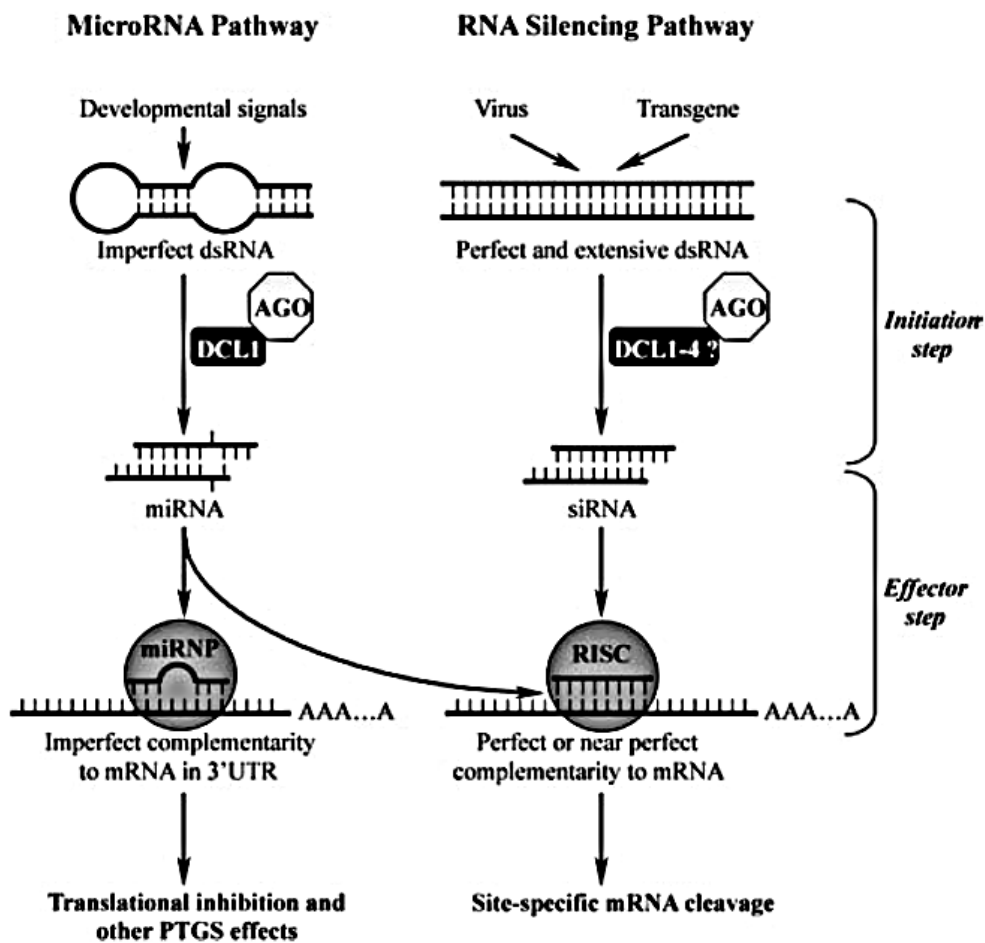 MicroRNA Pathway
RNA Silencing Pathway
Developmental signals
Virus
Transgene
Imperfect dsRNA
Perfect and extensive dsRNA
AGO
DCL1
AGO
DCL1-4 ?
Initiation
step
miRNA
siRNA
Effector
step
miRNP
RISC
AAA...A
AAA...A
Imperfect complementarity
to mRNA in 3'UTR
Perfect or near perfect
complementarity to mRNA
Translational inhibition and
other PTGS effects
Site-specific mRNA cleavage